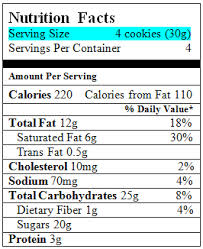 Nutrition Facts
Serving Size 4 cookies (30g)
Servings Per Container 4
Amount Per Serving
Calories 220 Calories from Fat 110
% Daily Value*
Total Fat 12g 18%
Saturated Fat 6g 30%
Trans Fat 0.5g
Cholesterol 10mg 2%
Sodium 70mg 4%
Total Carbohydrates 25g 8%
Dietary Fiber 1g 4%
Sugars 20g
Protein 3g